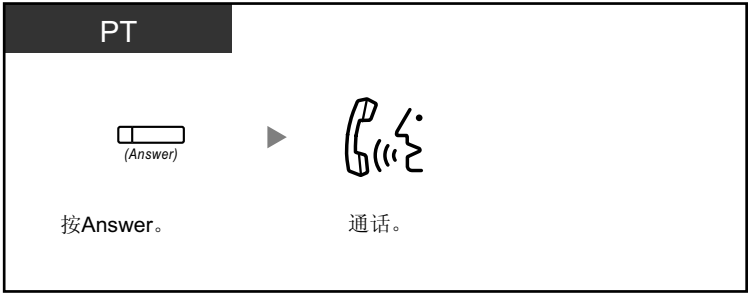 PT
(Answer)
按Answer。
通话。